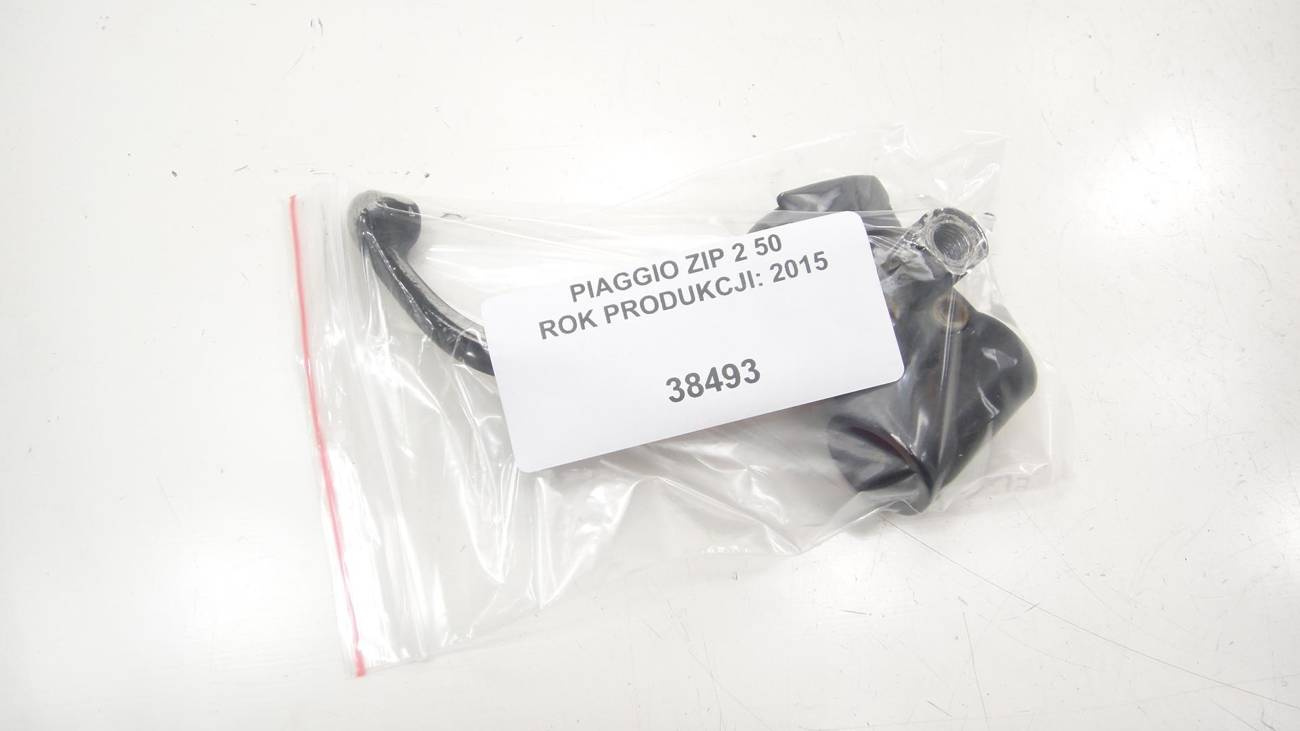 PIAGGIO ZIP 2 50
ROK PRODUKCJI: 2015
38493